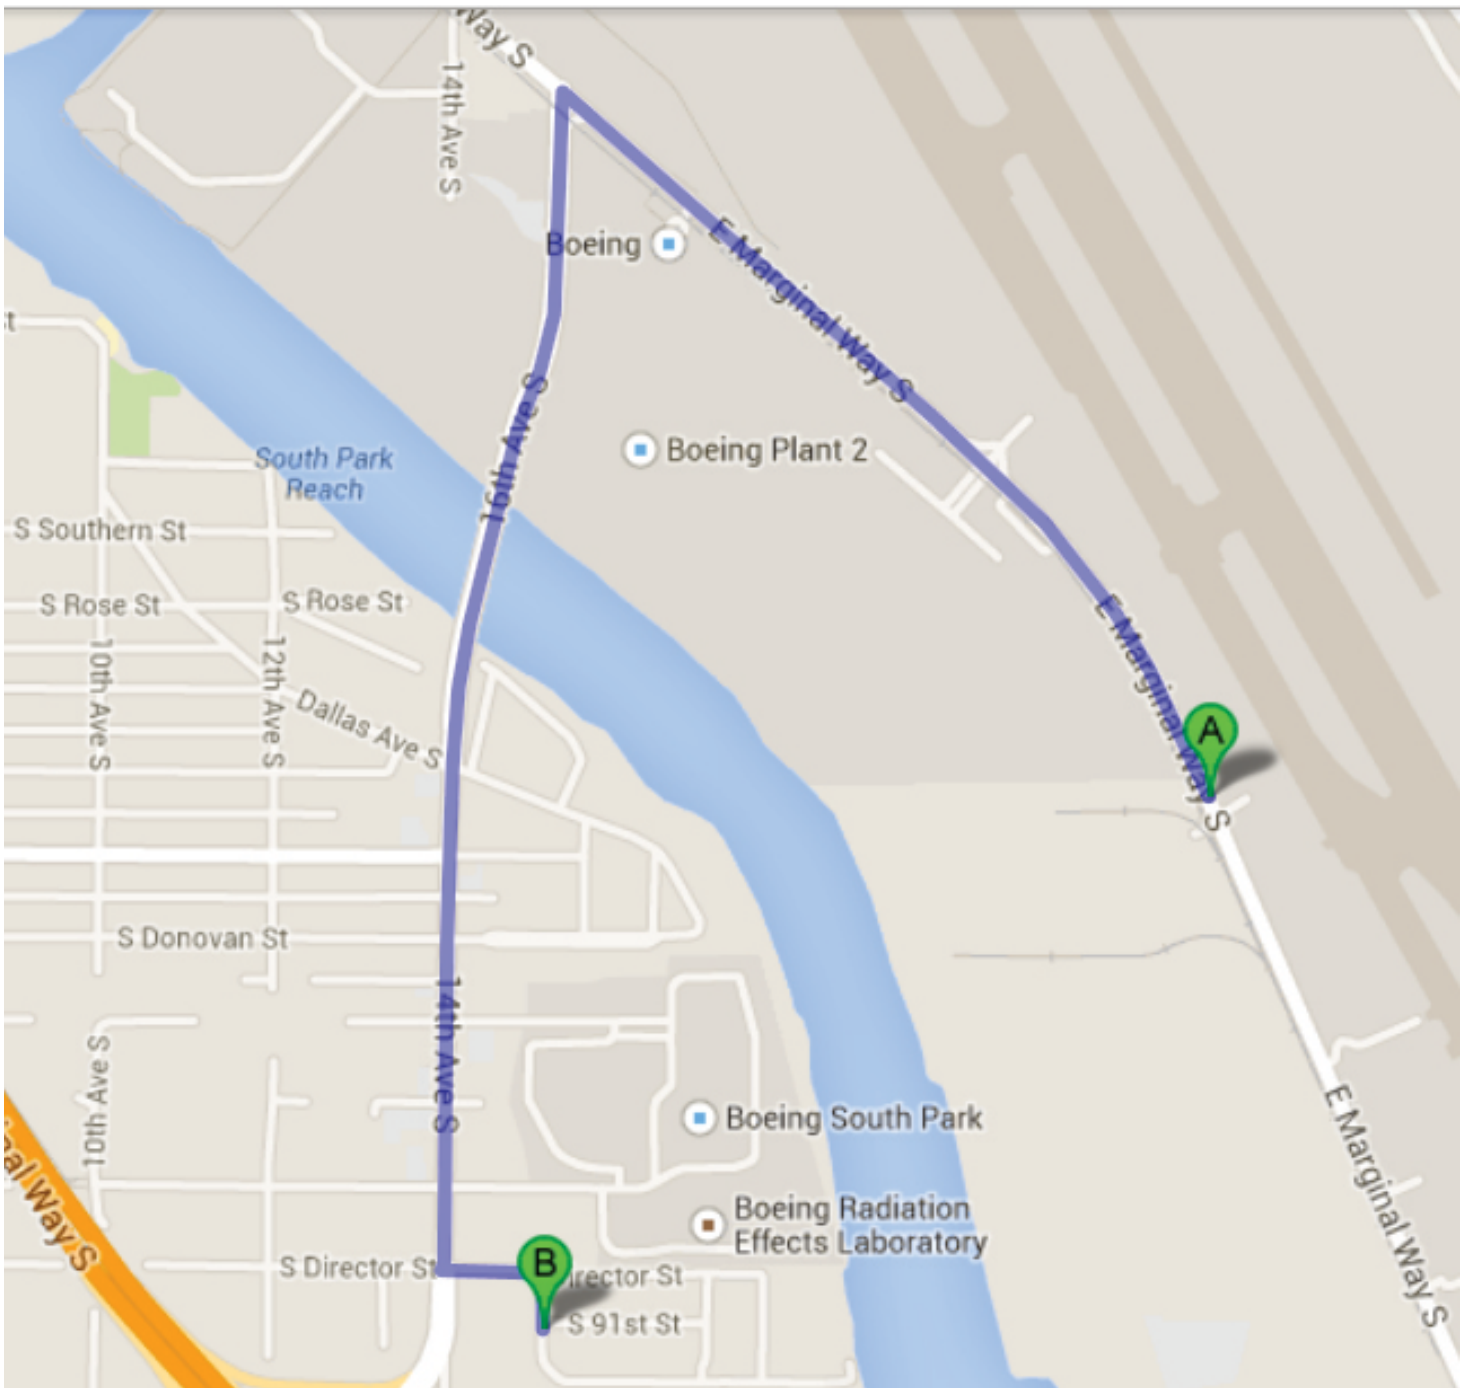 Way S
14th Ave S
Boeing
E Marginal Way S
16th Ave S
Boeing Plant 2
South Park
Reach
S Southern St
S Rose St
S Rose St
E Marginal Way S
10th Ave S
12th Ave S
Dallas Ave S
A
S Donovan St
14th Ave S
10th Ave S
Boeing South Park
E Marginal Way S
Boeing Radiation
Effects Laboratory
Way S
S Director St
B
irector St
S 91st St